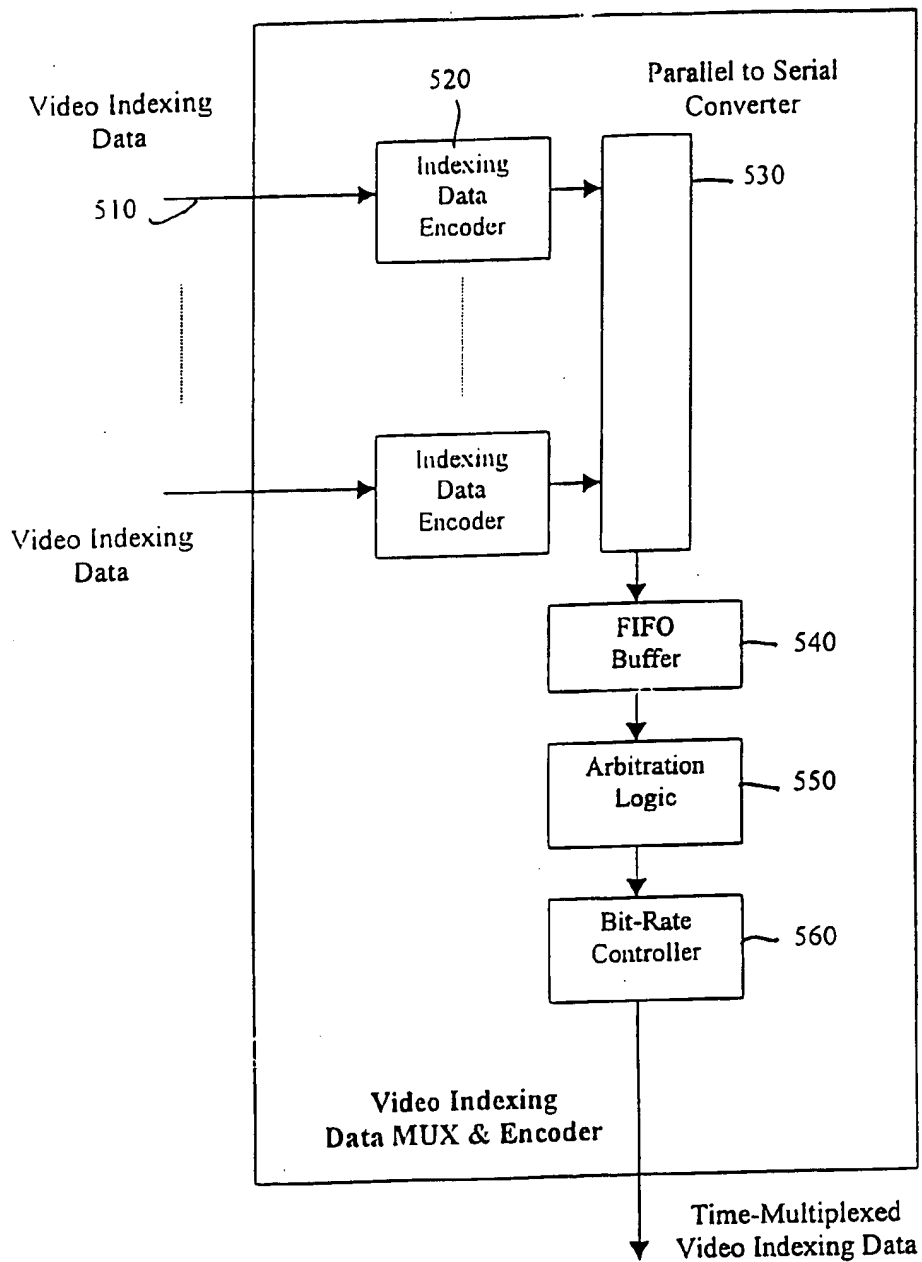 520
Parallel to Serial
Converter
Video Indexing
Data
Indexing
Data
Encoder
530
510
Indexing
Data
Encoder
Video Indexing
Data
FIFO
Buffer
540
Arbitration
Logic
550
Bit-Rate
Controller
560
Video Indexing
Data MUX & Encoder
Time-Multiplexed
Video Indexing Data